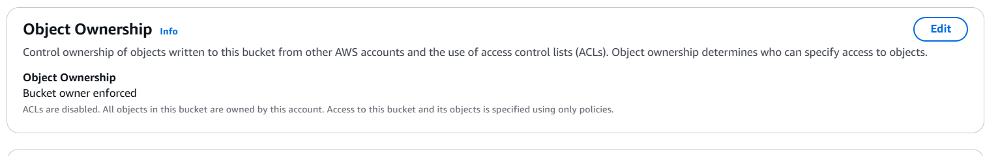 Object Ownership Info
Edit
Control ownership of objects written to this bucket from other AWS accounts and the use of access control lists (ACLs). Object ownership determines who can specify access to objects.
Object Ownership
Bucket owner enforced
ACLs are disabled. All objects in this bucket are owned by this account. Access to this bucket and its objects is specified using only policies.